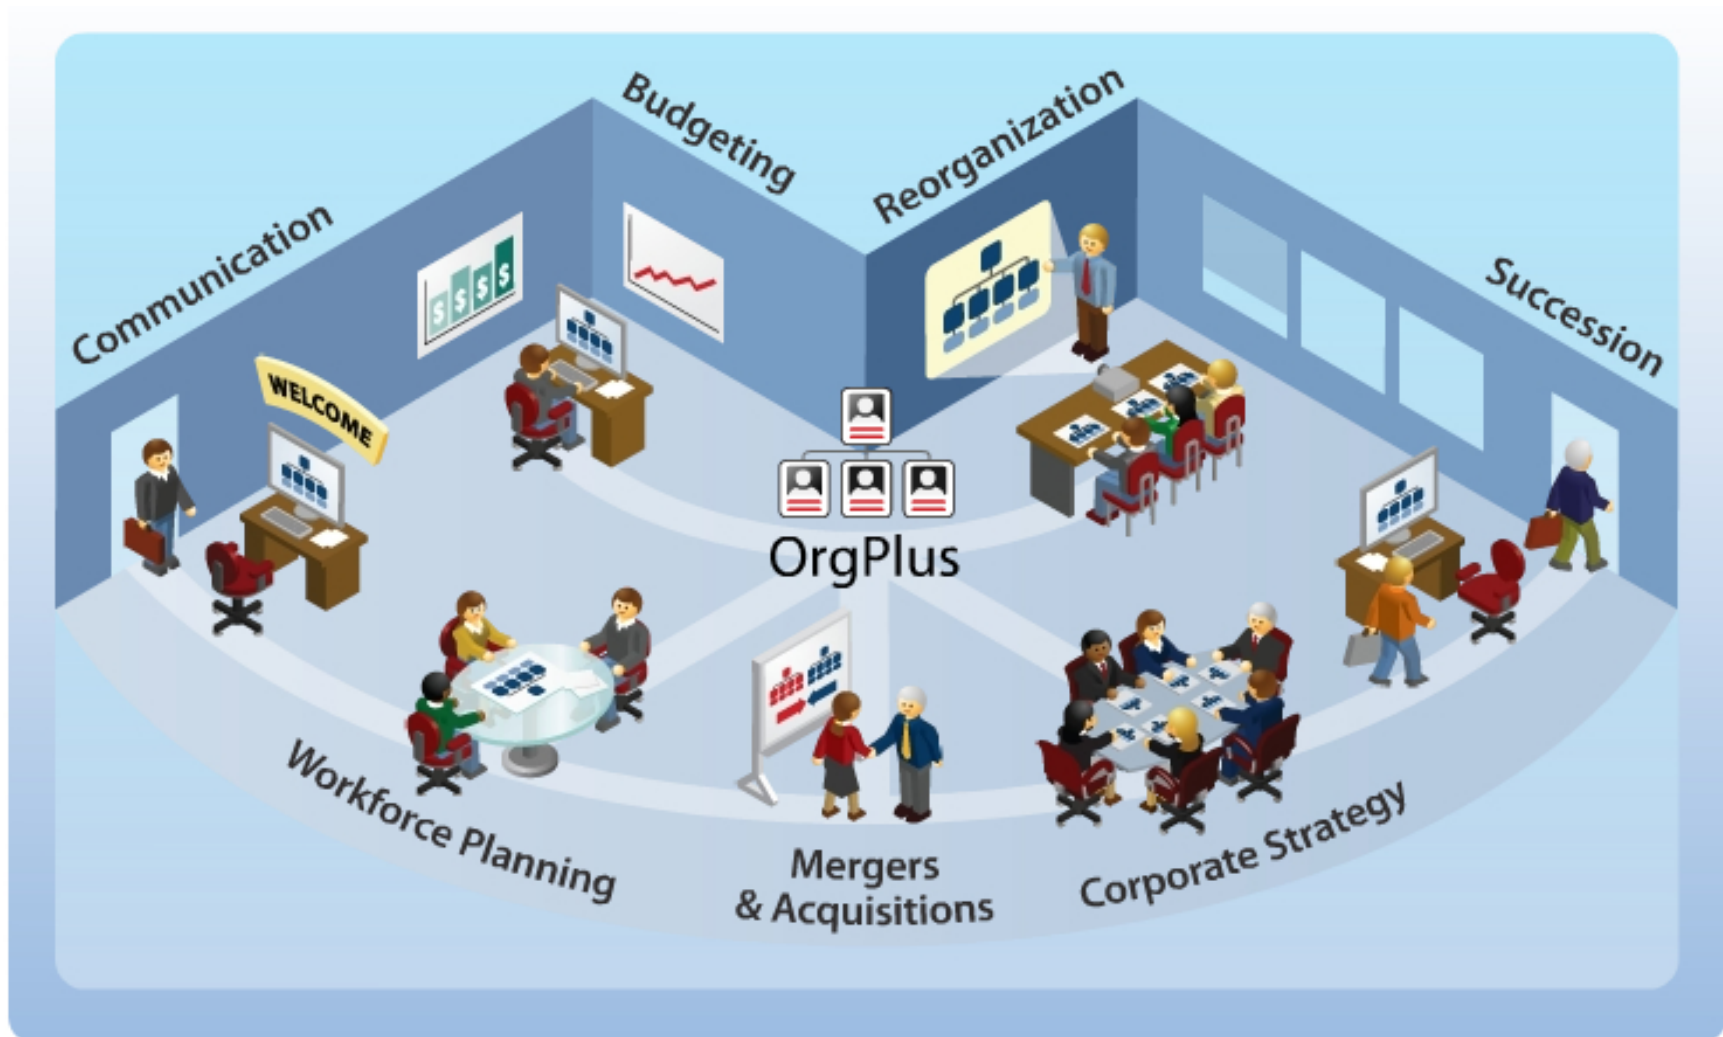 Budgeting
Reorganization
Communication
Succession
$ $ $ $
WELCOME
OrgPlus
Workforce Planning
Mergers
& Acquisitions
Corporate Strategy